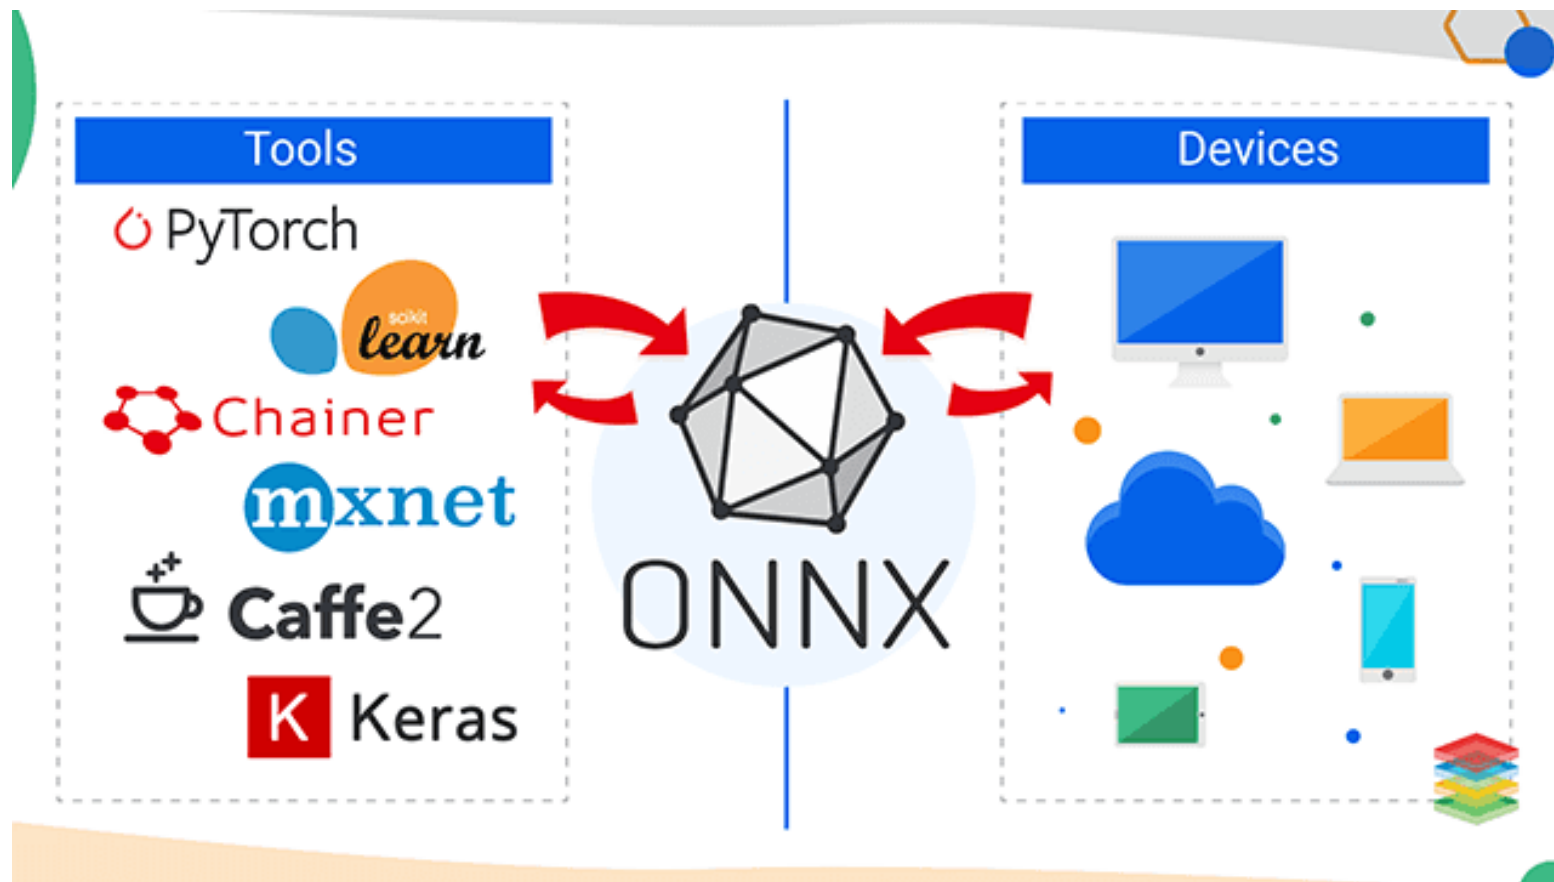 Tools
PyTorch
scikit
learn
Chainer
mxnet
Caffe2
K Keras
ONNX
Devices